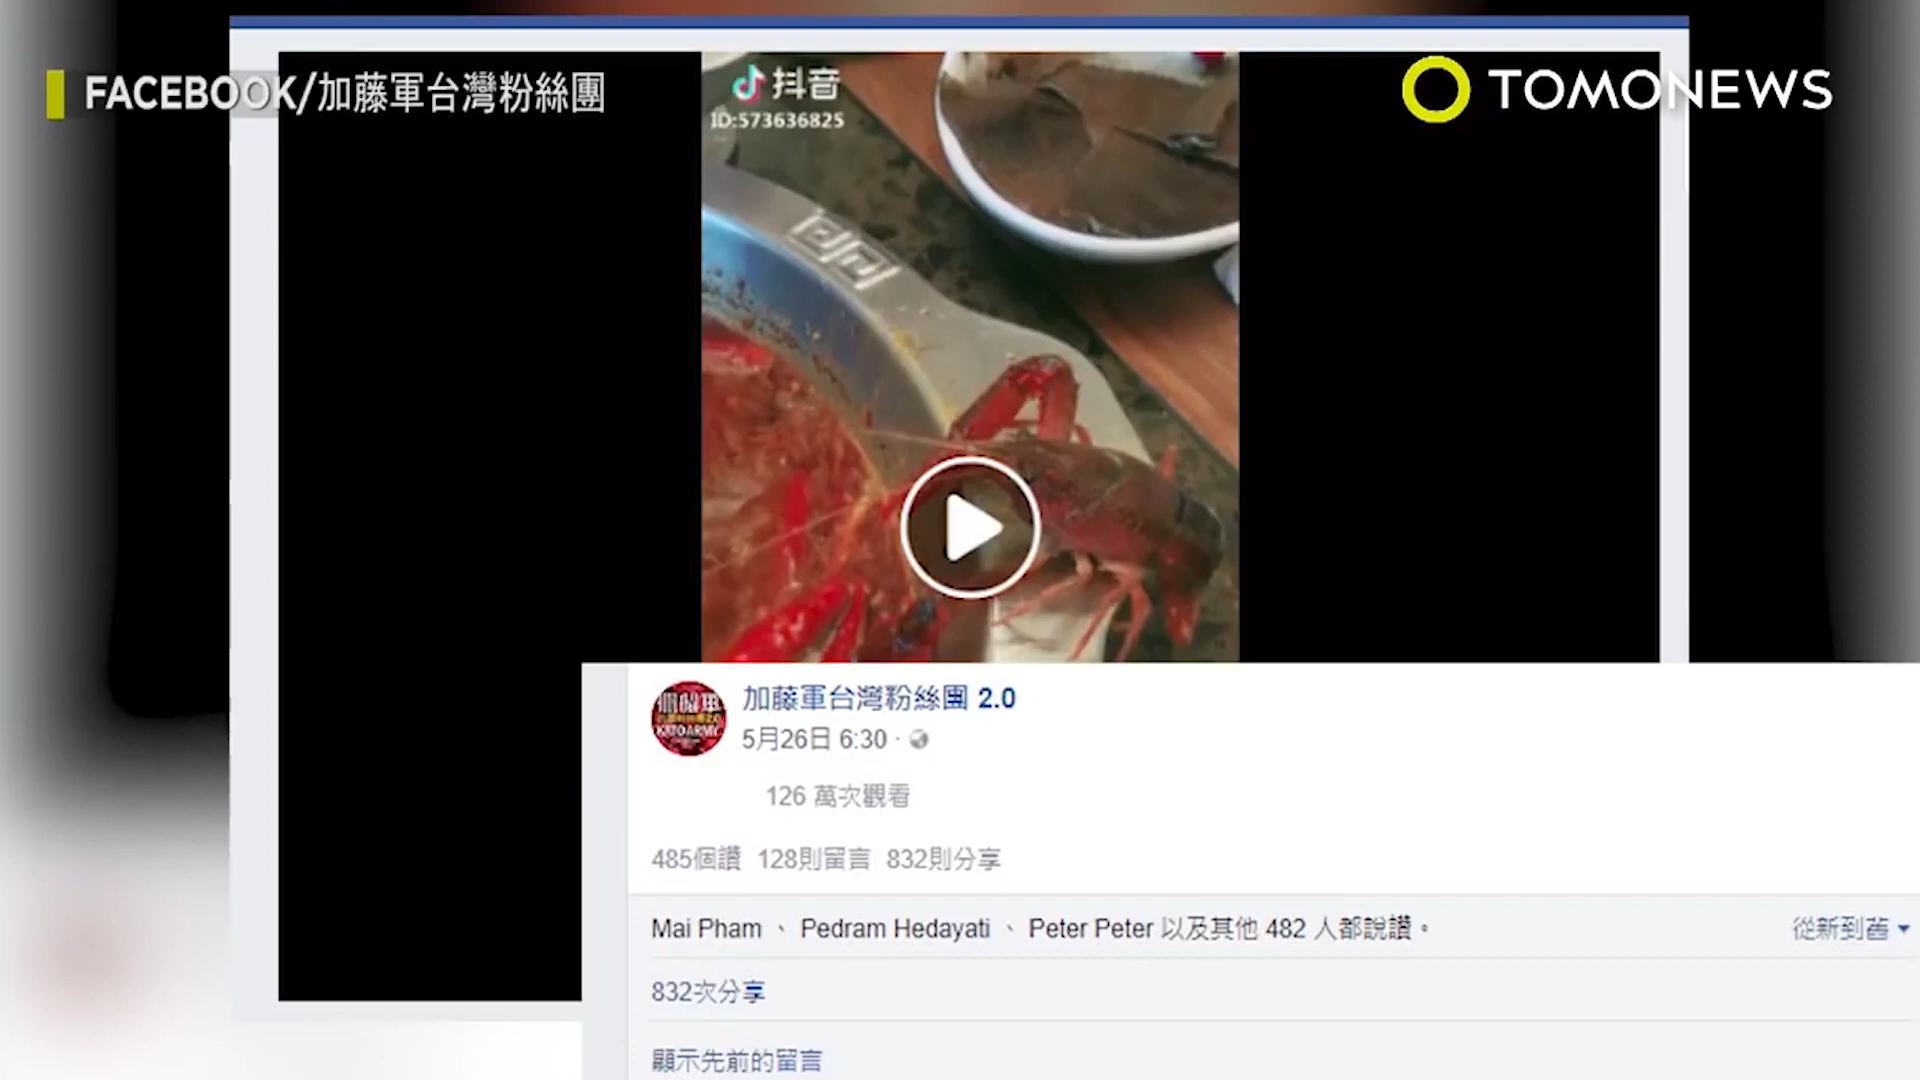 FACEBOOK/加藤軍台灣粉絲團
TOMONEWS
抖音
ID:573636825
加藤軍台灣粉絲團 2.0
5月26日 6:30 ·
126 萬次觀看
485個讚 128則留言 832則分享
Mai Pham 、 Pedram Hedayati 、 Peter Peter 以及其他 482 人都說讚。
從新到舊
832次分享
顯示先前的留言